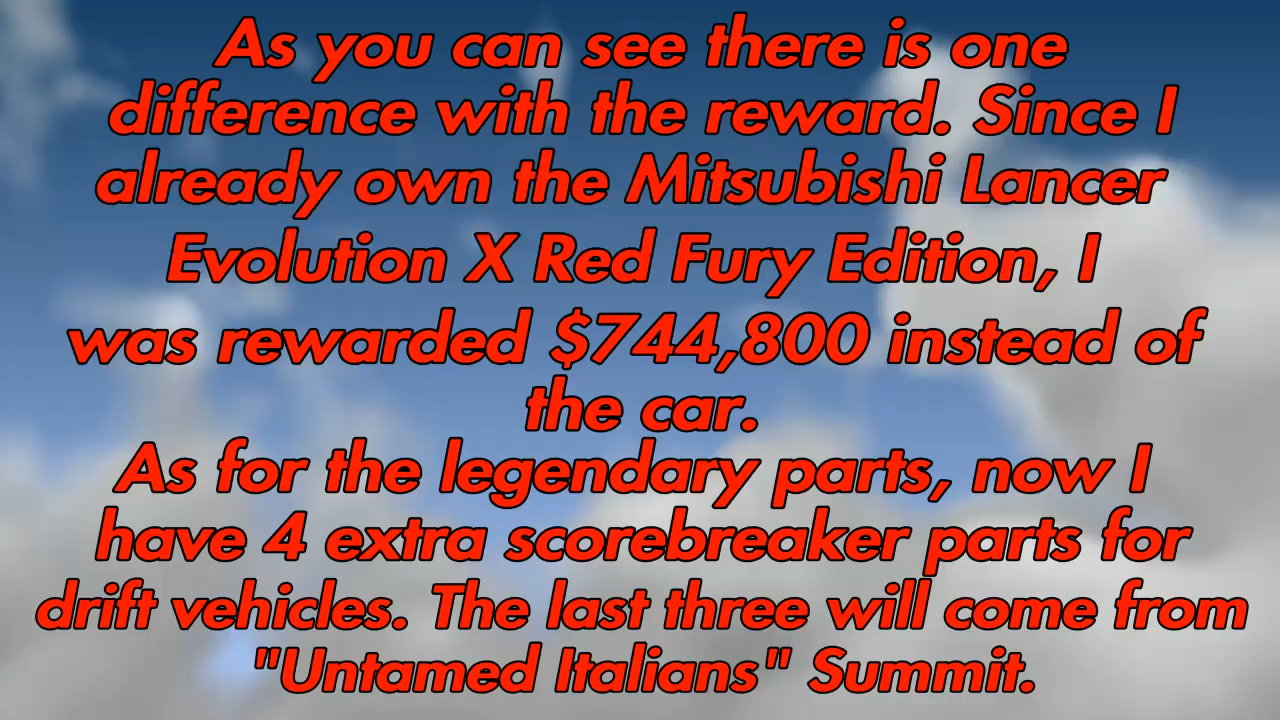 As you can see there is one
difference with the reward. Since I
already own the Mitsubishi Lancer
Evolution X Red Fury Edition, I
was rewarded $744,800 instead of
the car.
As for the legendary parts, now I
have 4 extra scorebreaker parts for
drift vehicles. The last three will come from
"Untamed Italians" Summit.